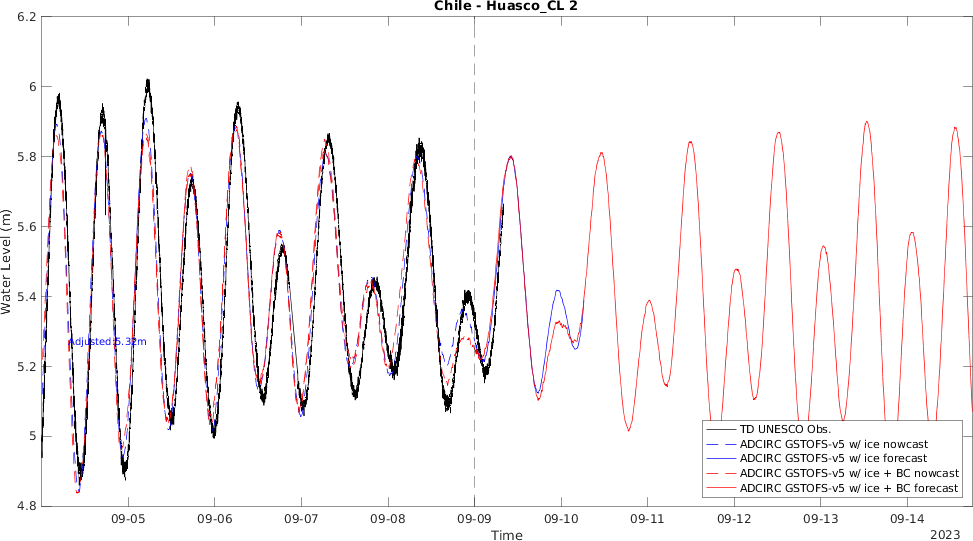 Chile - Huasco_CL 2
6.2
6
5.8
5.6
5.4
5.2
5
4.8
Water Level (m)
Adjusted:5.32m
TD UNESCO Obs.
ADCIRC GSTOFS-v5 w/ ice nowcast
ADCIRC GSTOFS-v5 w/ ice forecast
ADCIRC GSTOFS-v5 w/ ice + BC nowcast
ADCIRC GSTOFS-v5 w/ ice + BC forecast
09-05 09-06 09-07 09-08 09-09 09-10 09-11 09-12 09-13 09-14
Time
2023